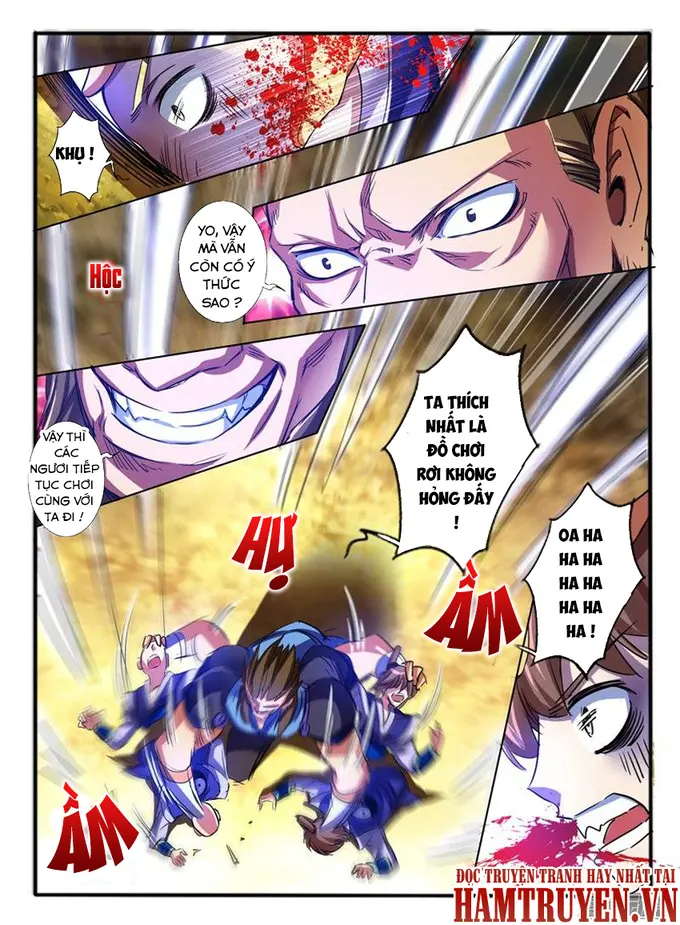 KHỤ !
YO, VẬY
MÀ VẪN
CÒN CÓ Ý
THỨC
SAO ?
HỘC
VẬY THÌ
CÁC
NGƯƠI TIẾP
TỤC CHƠI
CÙNG VỚI
TA ĐI !
TA THÍCH
NHẤT LÀ
ĐỒ CHƠI
RƠI KHÔNG
HỎNG ĐẤY
!
OA HA
HA HA
HA HA
HA HA
HA !
HỰ
ẦM
ẦM
ĐỌC TRUYỆN TRANH HAY NHẤT TẠI
HAMTRUYEN.VN